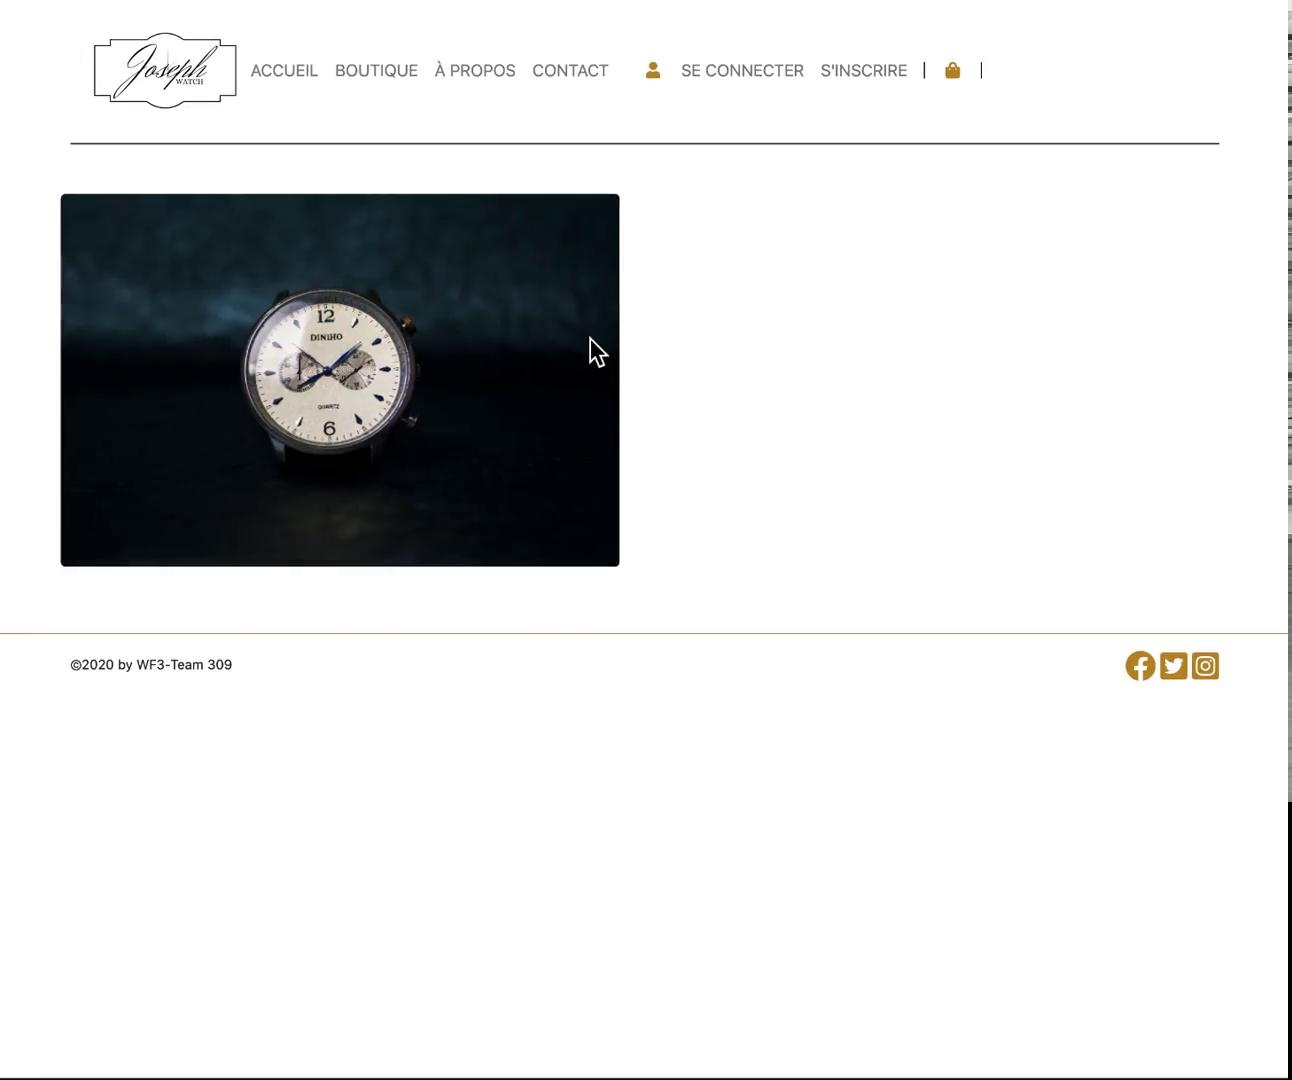 Joseph
WATCH
ACCUEIL BOUTIQUE À PROPOS CONTACT SE CONNECTER S'INSCRIRE | |
12
DINIHO
QUARTZ
6
©2020 by WF3-Team 309